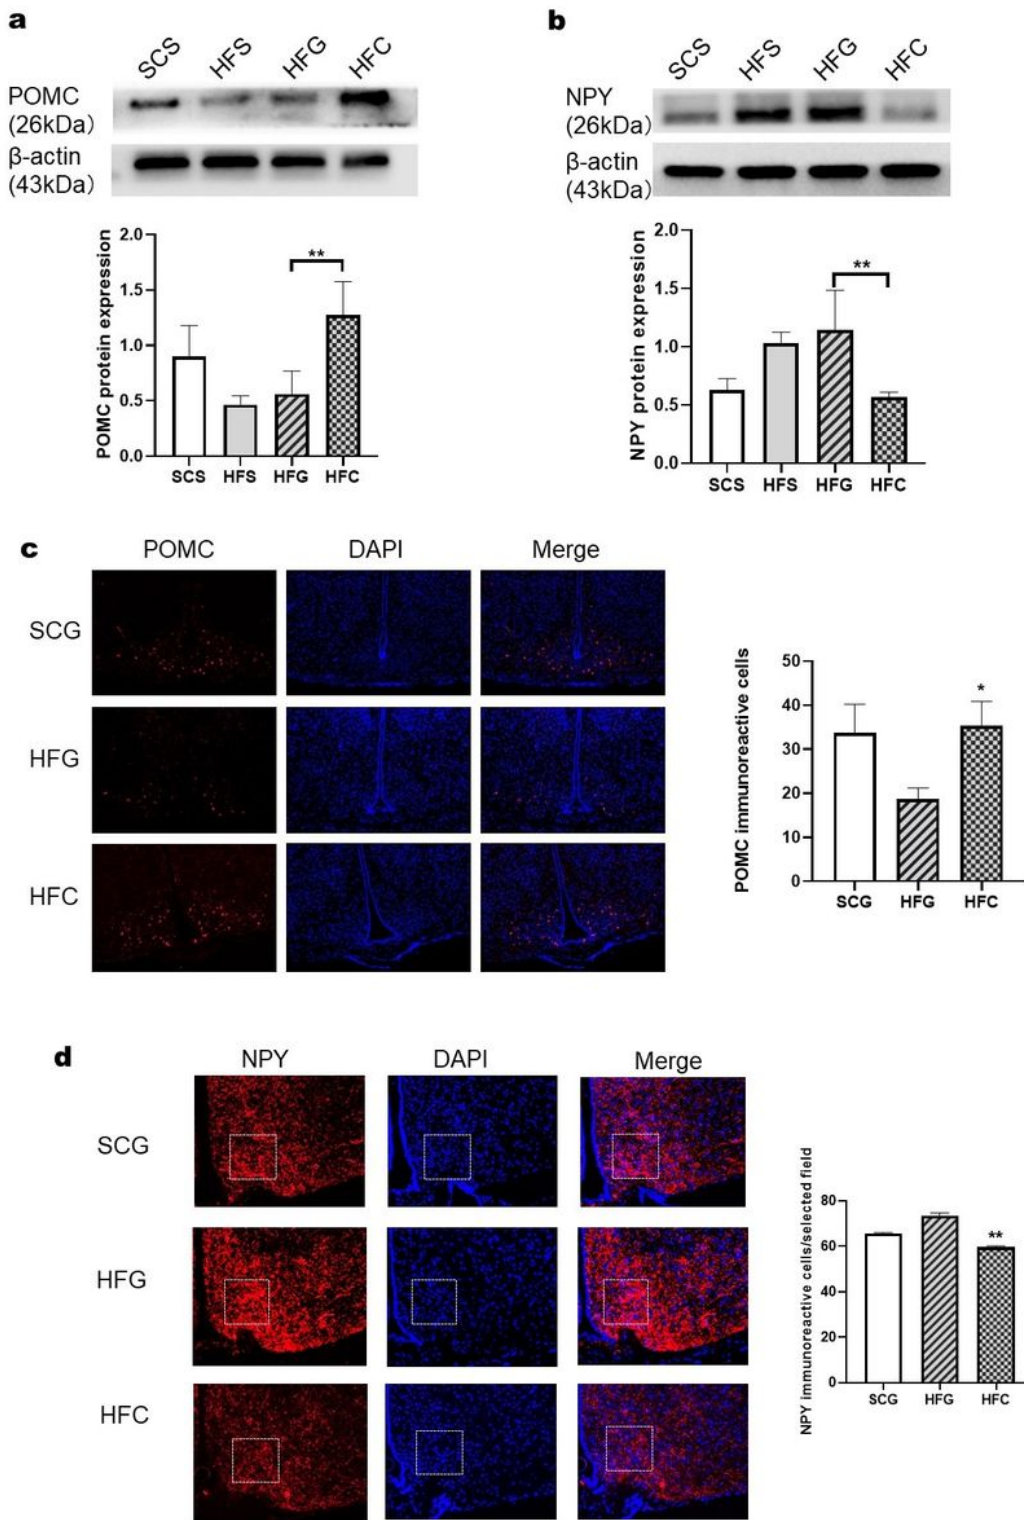 a
SCS HFS HFG HFC
POMC
(26kDa)
β-actin
(43kDa)
POMC protein expression
2.0
1.5
1.0
0.5
0.0
**
SCS HFS HFG HFC
b
SCS HFS HFG HFC
NPY
(26kDa)
β-actin
(43kDa)
NPY protein expression
2.0
1.5
1.0
0.5
0.0
**
SCS HFS HFG HFC
c
POMC DAPI Merge
SCG
HFG
HFC
POMC immunoreactive cells
50
40
30
20
10
0
*
SCG HFG HFC
d
NPY DAPI Merge
SCG
HFG
HFC
NPY immunoreactive cells/selected field
80
60
40
20
0
**
SCG HFG HFC